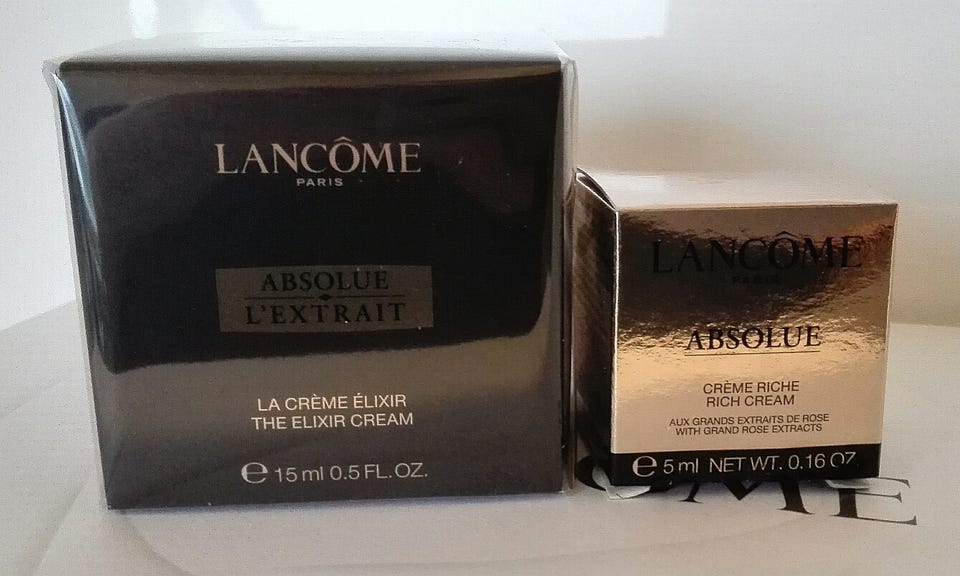 LANCÔME
PARIS
ABSOLUE
L'EXTRAIT
LA CRÈME ÉLIXIR
THE ELIXIR CREAM
e 15 ml 0.5 FL. OZ.
LANCÔME
PARIS
ABSOLUE
CRÈME RICHE
RICH CREAM
AUX GRANDS EXTRAITS DE ROSE
WITH GRAND ROSE EXTRACTS
e 5 ml NET WT. 0.16 OZ.